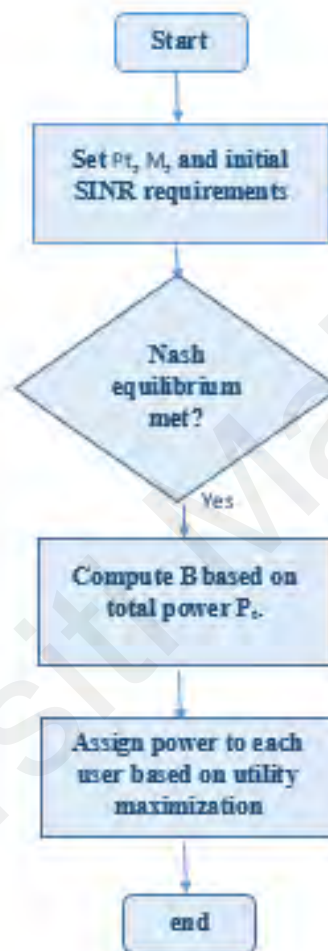 Start
Set Pt, M, and initial
SINR requirements
Nash
equilibrium
met?
Yes
Compute B based on
total power Pₜ.
Assign power to each
user based on utility
maximization
end